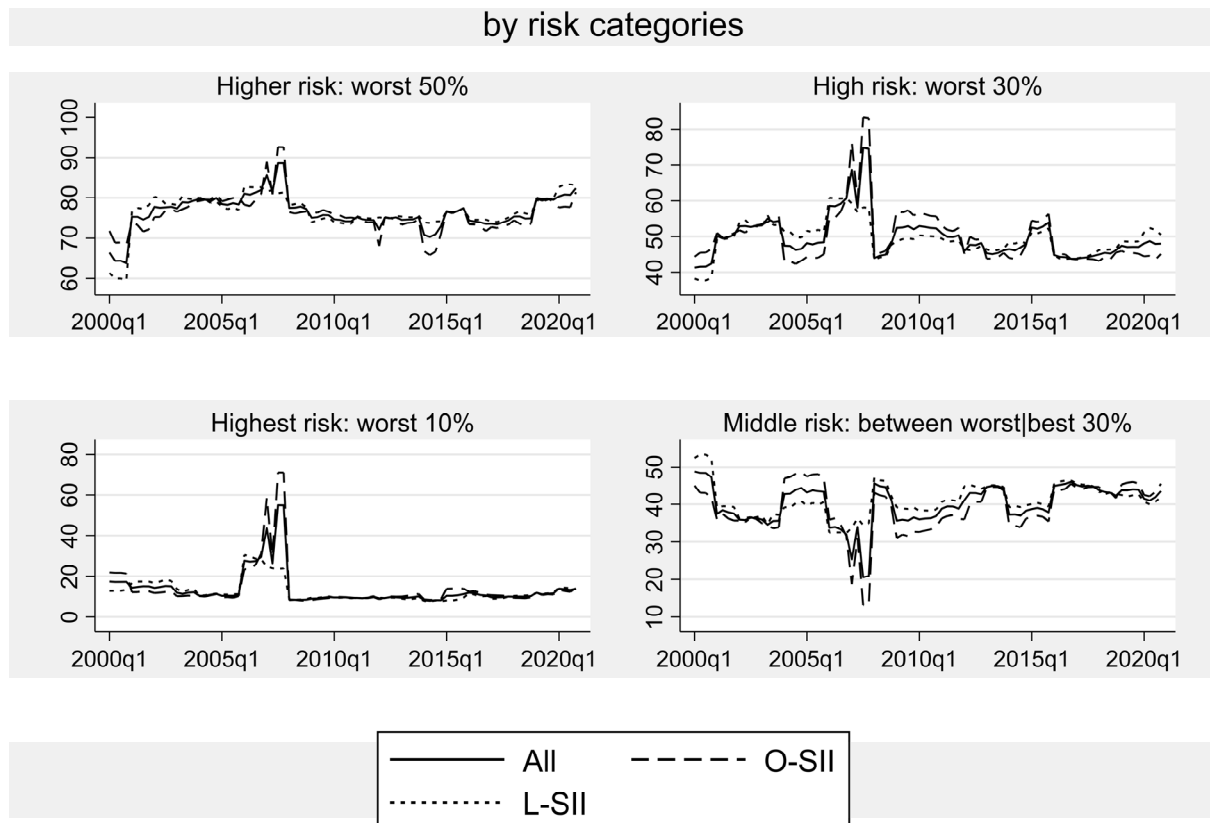 by risk categories
Higher risk: worst 50%
100
90
80
70
60
2000q1 2005q1 2010q1 2015q1 2020q1
High risk: worst 30%
80
70
60
50
40
2000q1 2005q1 2010q1 2015q1 2020q1
Highest risk: worst 10%
80
60
40
20
0
2000q1 2005q1 2010q1 2015q1 2020q1
Middle risk: between worst|best 30%
50
40
30
20
10
2000q1 2005q1 2010q1 2015q1 2020q1
All O-SII
L-SII